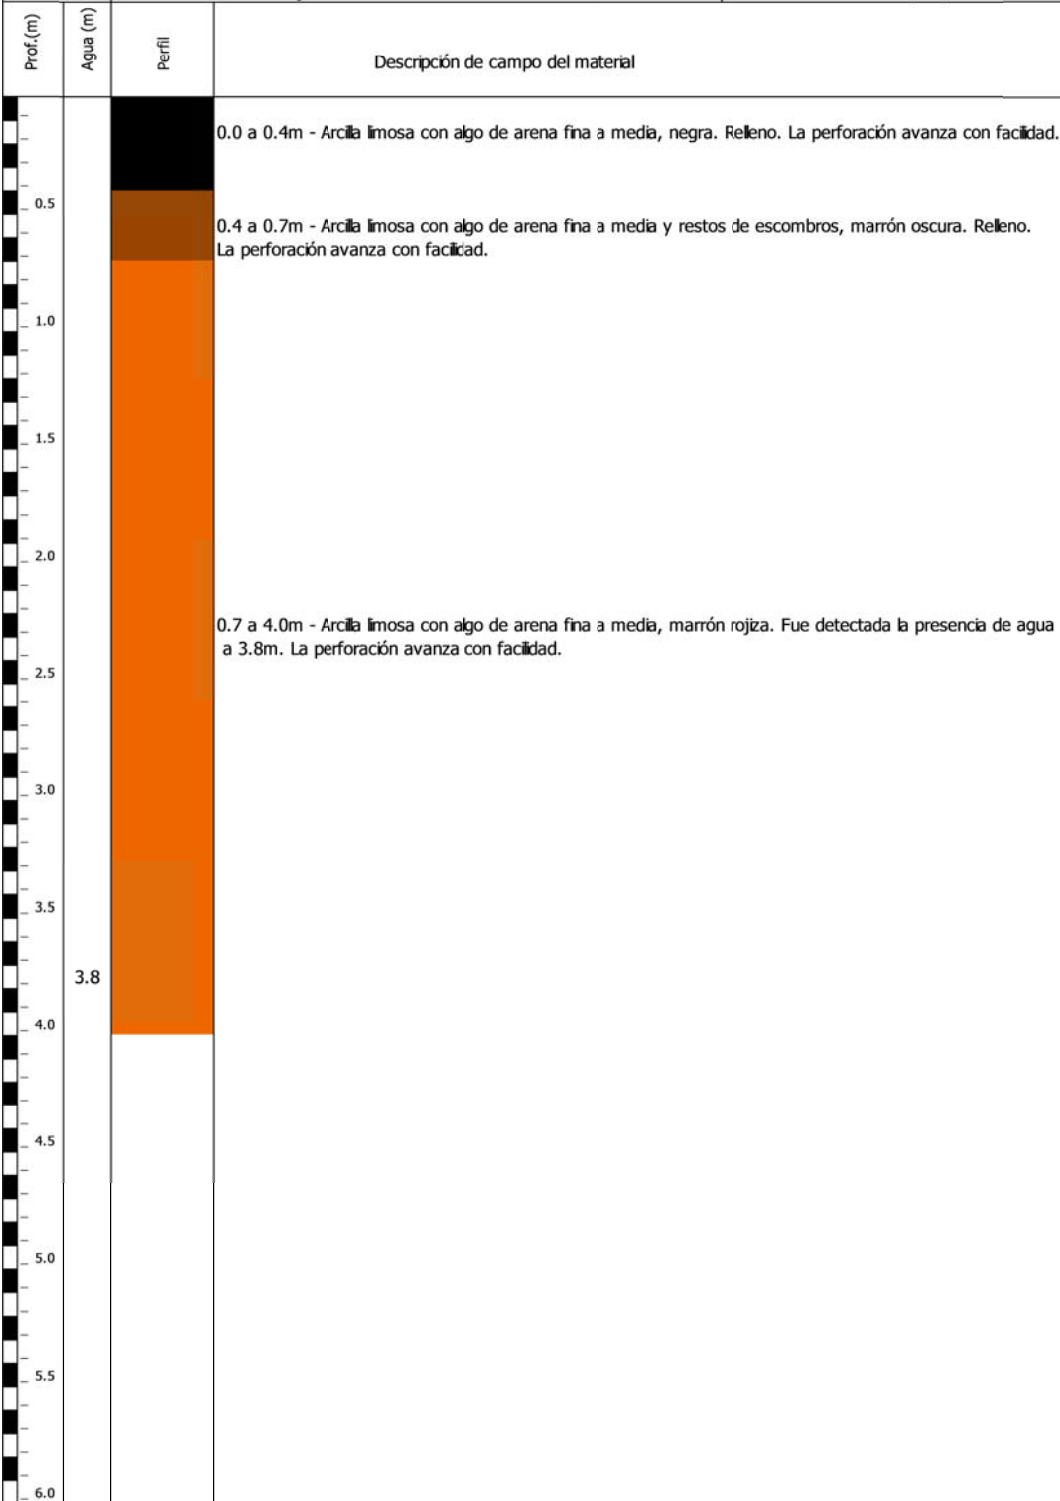 Prof.(m)
Agua (m)
Perfil
Descripción de campo del material
0.0 a 0.4m - Arcilla limosa con algo de arena fina a media, negra. Relleno. La perforación avanza con facilidad.
0.5
0.4 a 0.7m - Arcilla limosa con algo de arena fina a media y restos de escombros, marrón oscura. Relleno.
La perforación avanza con facilidad.
1.0
1.5
2.0
0.7 a 4.0m - Arcilla limosa con algo de arena fina a media, marrón rojiza. Fue detectada la presencia de agua
a 3.8m. La perforación avanza con facilidad.
2.5
3.0
3.5
3.8
4.0
4.5
5.0
5.5
6.0